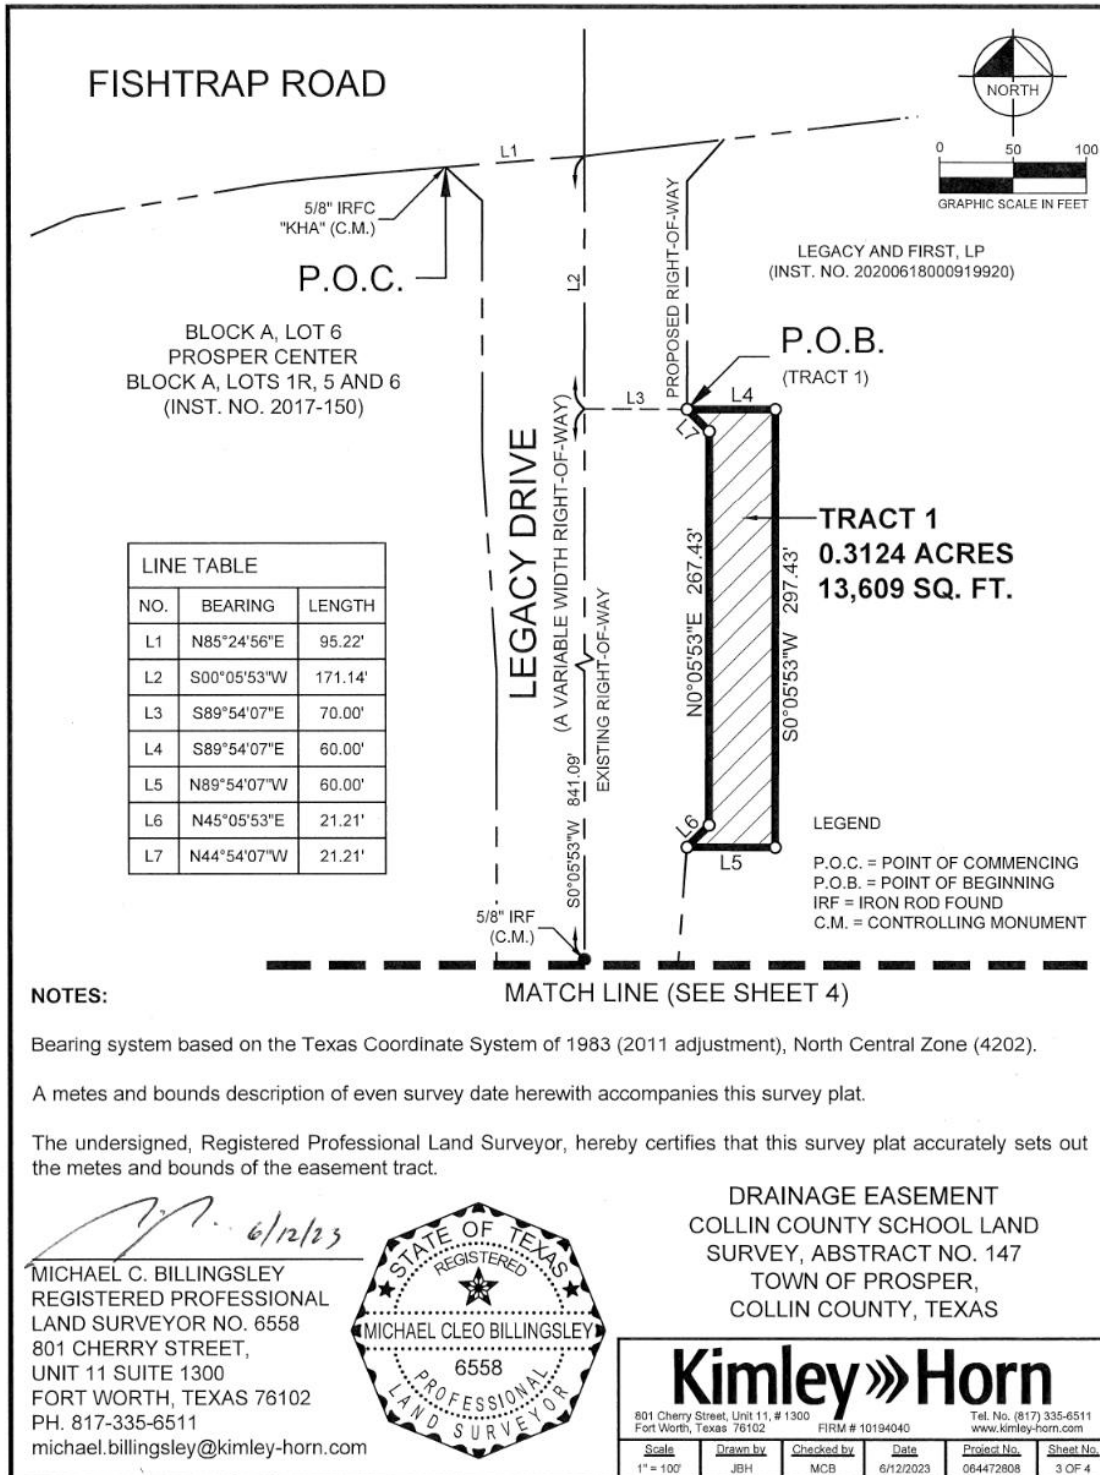 FISHTRAP ROAD
NORTH
0 50 100
GRAPHIC SCALE IN FEET
L1
5/8" IRFC
"KHA" (C.M.)
P.O.C.
L2
PROPOSED RIGHT-OF-WAY
LEGACY AND FIRST, LP
(INST. NO. 20200618000919920)
BLOCK A, LOT 6
PROSPER CENTER
BLOCK A, LOTS 1R, 5 AND 6
(INST. NO. 2017-150)
P.O.B.
(TRACT 1)
L3
L4
L7
LEGACY DRIVE
(A VARIABLE WIDTH RIGHT-OF-WAY)
EXISTING RIGHT-OF-WAY
S0°05'53"W 841.09'
N0°05'53"E 267.43'
S0°05'53"W 297.43'
TRACT 1
0.3124 ACRES
13,609 SQ. FT.
LINE TABLE
NO. BEARING LENGTH
L1 N85°24'56"E 95.22'
L2 S00°05'53"W 171.14'
L3 S89°54'07"E 70.00'
L4 S89°54'07"E 60.00'
L5 N89°54'07"W 60.00'
L6 N45°05'53"E 21.21'
L7 N44°54'07"W 21.21'
L6
L5
LEGEND
P.O.C. = POINT OF COMMENCING
P.O.B. = POINT OF BEGINNING
IRF = IRON ROD FOUND
C.M. = CONTROLLING MONUMENT
5/8" IRF
(C.M.)
MATCH LINE (SEE SHEET 4)
NOTES:
Bearing system based on the Texas Coordinate System of 1983 (2011 adjustment), North Central Zone (4202).
A metes and bounds description of even survey date herewith accompanies this survey plat.
The undersigned, Registered Professional Land Surveyor, hereby certifies that this survey plat accurately sets out
the metes and bounds of the easement tract.
6/12/23
MICHAEL C. BILLINGSLEY
REGISTERED PROFESSIONAL
LAND SURVEYOR NO. 6558
801 CHERRY STREET,
UNIT 11 SUITE 1300
FORT WORTH, TEXAS 76102
PH. 817-335-6511
michael.billingsley@kimley-horn.com
STATE OF TEXAS
REGISTERED
MICHAEL CLEO BILLINGSLEY
6558
PROFESSIONAL
LAND SURVEYOR
DRAINAGE EASEMENT
COLLIN COUNTY SCHOOL LAND
SURVEY, ABSTRACT NO. 147
TOWN OF PROSPER,
COLLIN COUNTY, TEXAS
Kimley»Horn
801 Cherry Street, Unit 11, # 1300
Fort Worth, Texas 76102 FIRM # 10194040
Tel. No. (817) 335-6511
www.kimley-horn.com
Scale Drawn by Checked by Date Project No. Sheet No.
1" = 100' JBH MCB 6/12/2023 064472808 3 OF 4